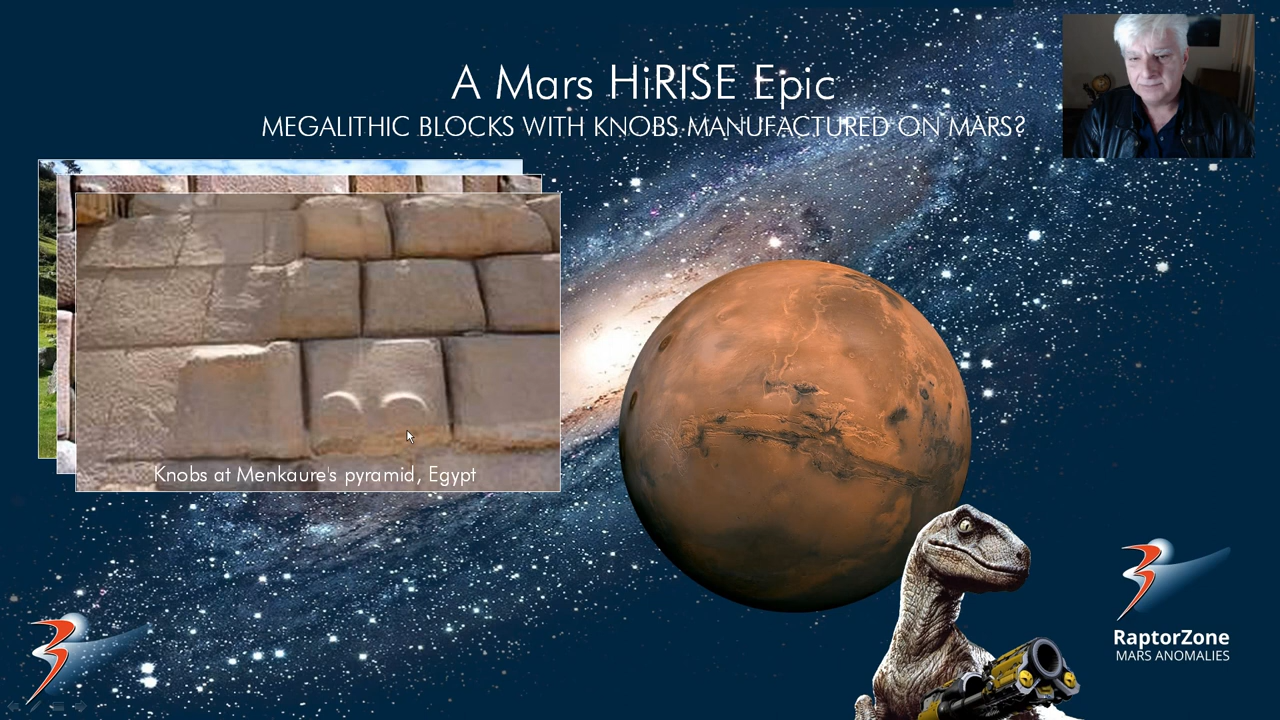 A Mars HiRISE Epic
MEGALITHIC BLOCKS WITH KNOBS MANUFACTURED ON MARS?
Knobs at Menkaure's pyramid, Egypt
RaptorZone
MARS ANOMALIES